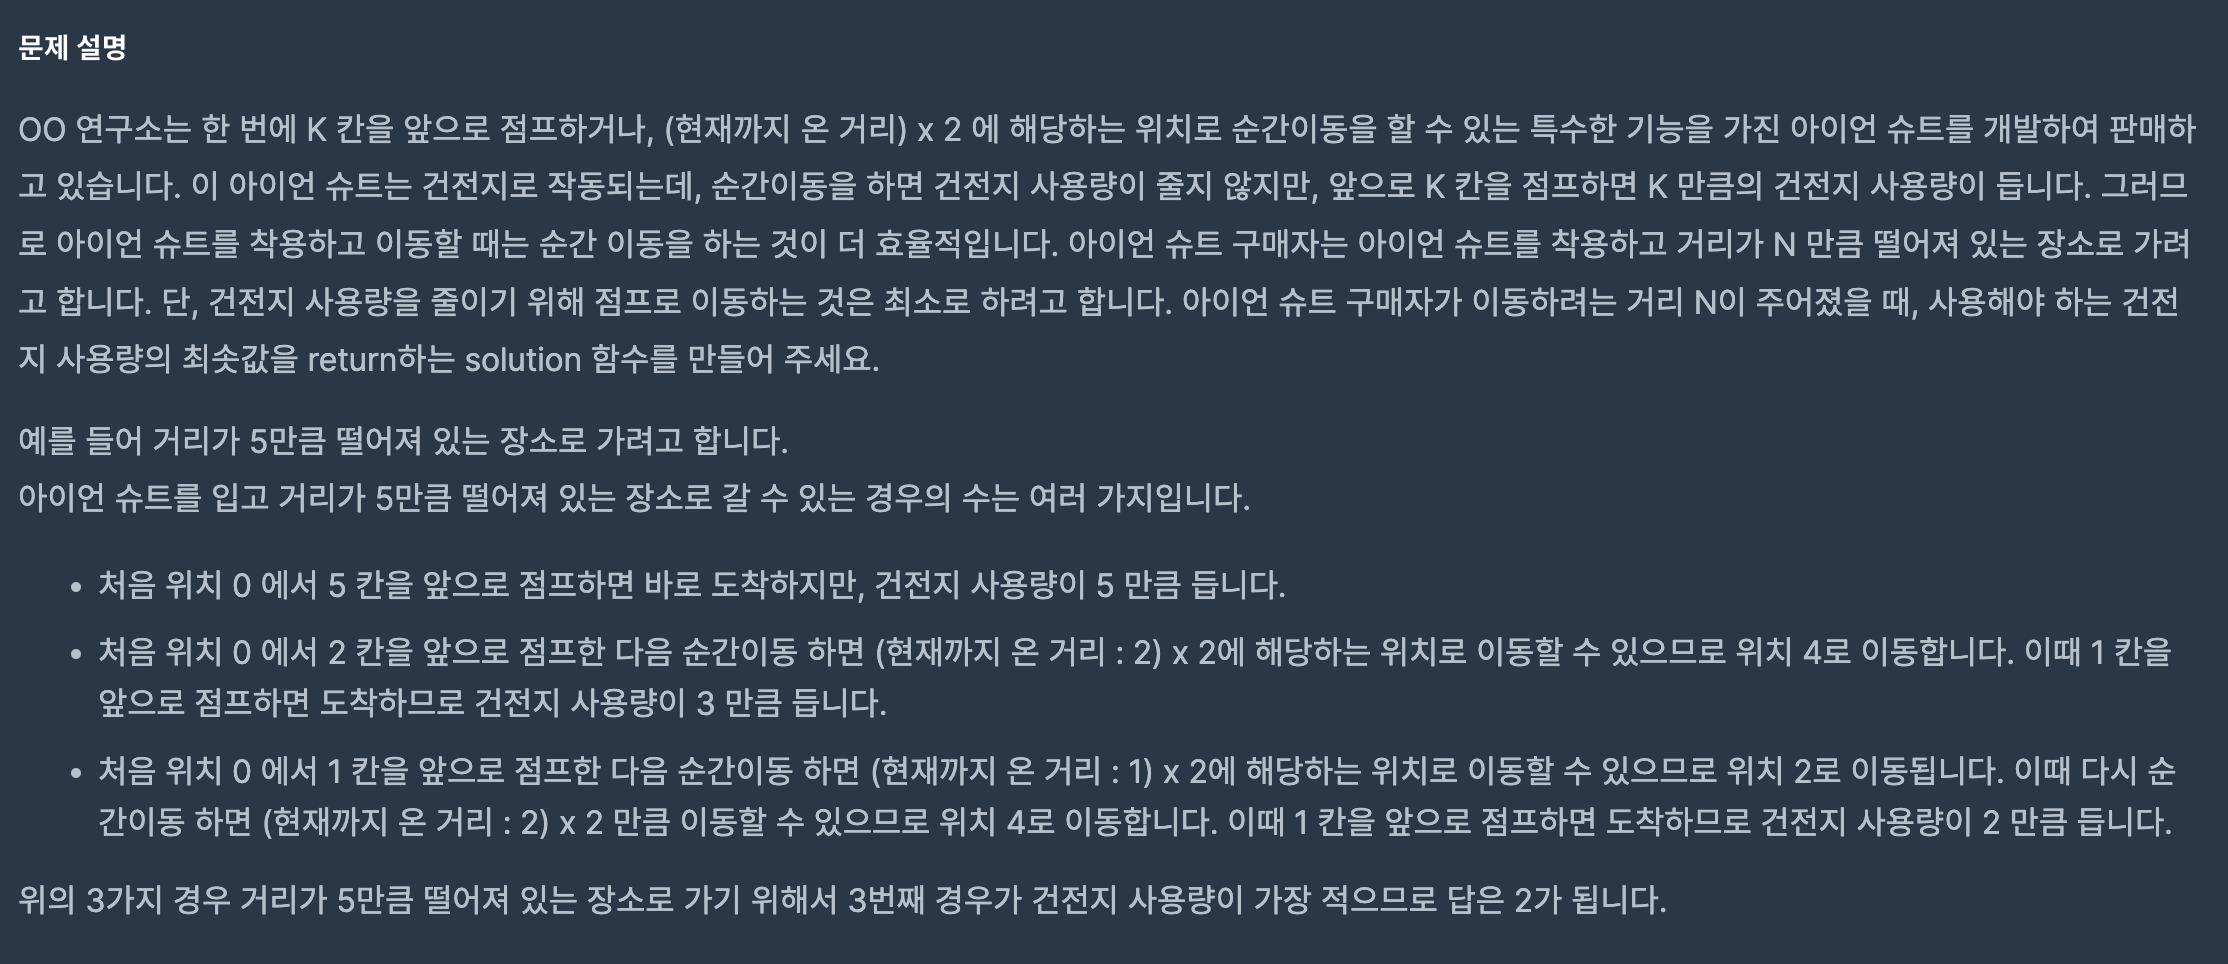 문제 설명
OO 연구소는 한 번에 K 칸을 앞으로 점프하거나, (현재까지 온 거리) x 2 에 해당하는 위치로 순간이동을 할 수 있는 특수한 기능을 가진 아이언 슈트를 개발하여 판매하
고 있습니다. 이 아이언 슈트는 건전지로 작동되는데, 순간이동을 하면 건전지 사용량이 줄지 않지만, 앞으로 K 칸을 점프하면 K 만큼의 건전지 사용량이 듭니다. 그러므
로 아이언 슈트를 착용하고 이동할 때는 순간 이동을 하는 것이 더 효율적입니다. 아이언 슈트 구매자는 아이언 슈트를 착용하고 거리가 N 만큼 떨어져 있는 장소로 가려
고 합니다. 단, 건전지 사용량을 줄이기 위해 점프로 이동하는 것은 최소로 하려고 합니다. 아이언 슈트 구매자가 이동하려는 거리 N이 주어졌을 때, 사용해야 하는 건전
지 사용량의 최솟값을 return하는 solution 함수를 만들어 주세요.
예를 들어 거리가 5만큼 떨어져 있는 장소로 가려고 합니다.
아이언 슈트를 입고 거리가 5만큼 떨어져 있는 장소로 갈 수 있는 경우의 수는 여러 가지입니다.
• 처음 위치 0 에서 5 칸을 앞으로 점프하면 바로 도착하지만, 건전지 사용량이 5 만큼 듭니다.
• 처음 위치 0 에서 2 칸을 앞으로 점프한 다음 순간이동 하면 (현재까지 온 거리 : 2) x 2에 해당하는 위치로 이동할 수 있으므로 위치 4로 이동합니다. 이때 1 칸을
앞으로 점프하면 도착하므로 건전지 사용량이 3 만큼 듭니다.
• 처음 위치 0 에서 1 칸을 앞으로 점프한 다음 순간이동 하면 (현재까지 온 거리 : 1) x 2에 해당하는 위치로 이동할 수 있으므로 위치 2로 이동됩니다. 이때 다시 순
간이동 하면 (현재까지 온 거리 : 2) x 2 만큼 이동할 수 있으므로 위치 4로 이동합니다. 이때 1 칸을 앞으로 점프하면 도착하므로 건전지 사용량이 2 만큼 듭니다.
위의 3가지 경우 거리가 5만큼 떨어져 있는 장소로 가기 위해서 3번째 경우가 건전지 사용량이 가장 적으므로 답은 2가 됩니다.